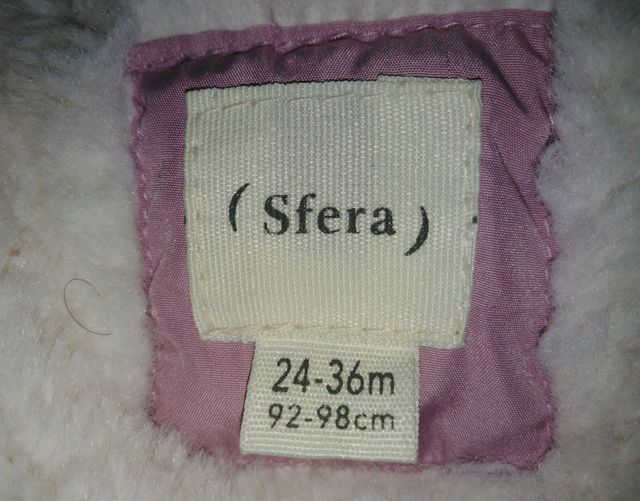 ( Sfera )
24-36m
92-98cm